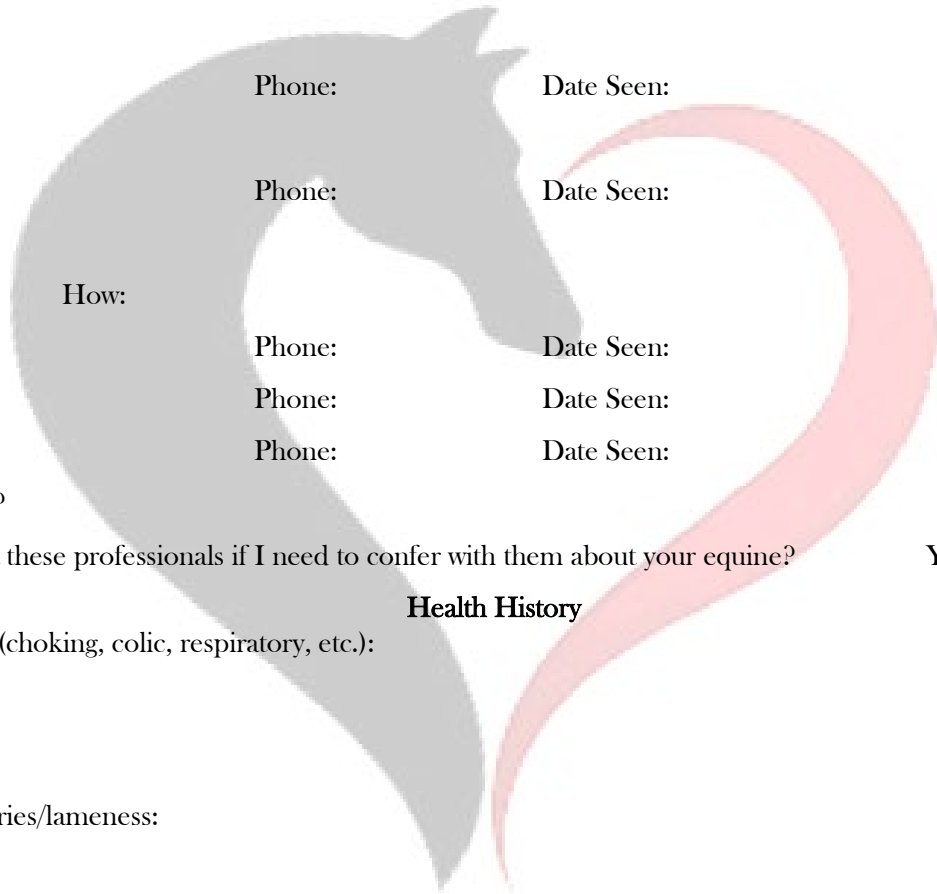 Phone: Date Seen:
Phone: Date Seen:
How:
Phone: Date Seen:
Phone: Date Seen:
Phone: Date Seen:
these professionals if I need to confer with them about your equine?
Health History
(choking, colic, respiratory, etc.):
ries/lameness: